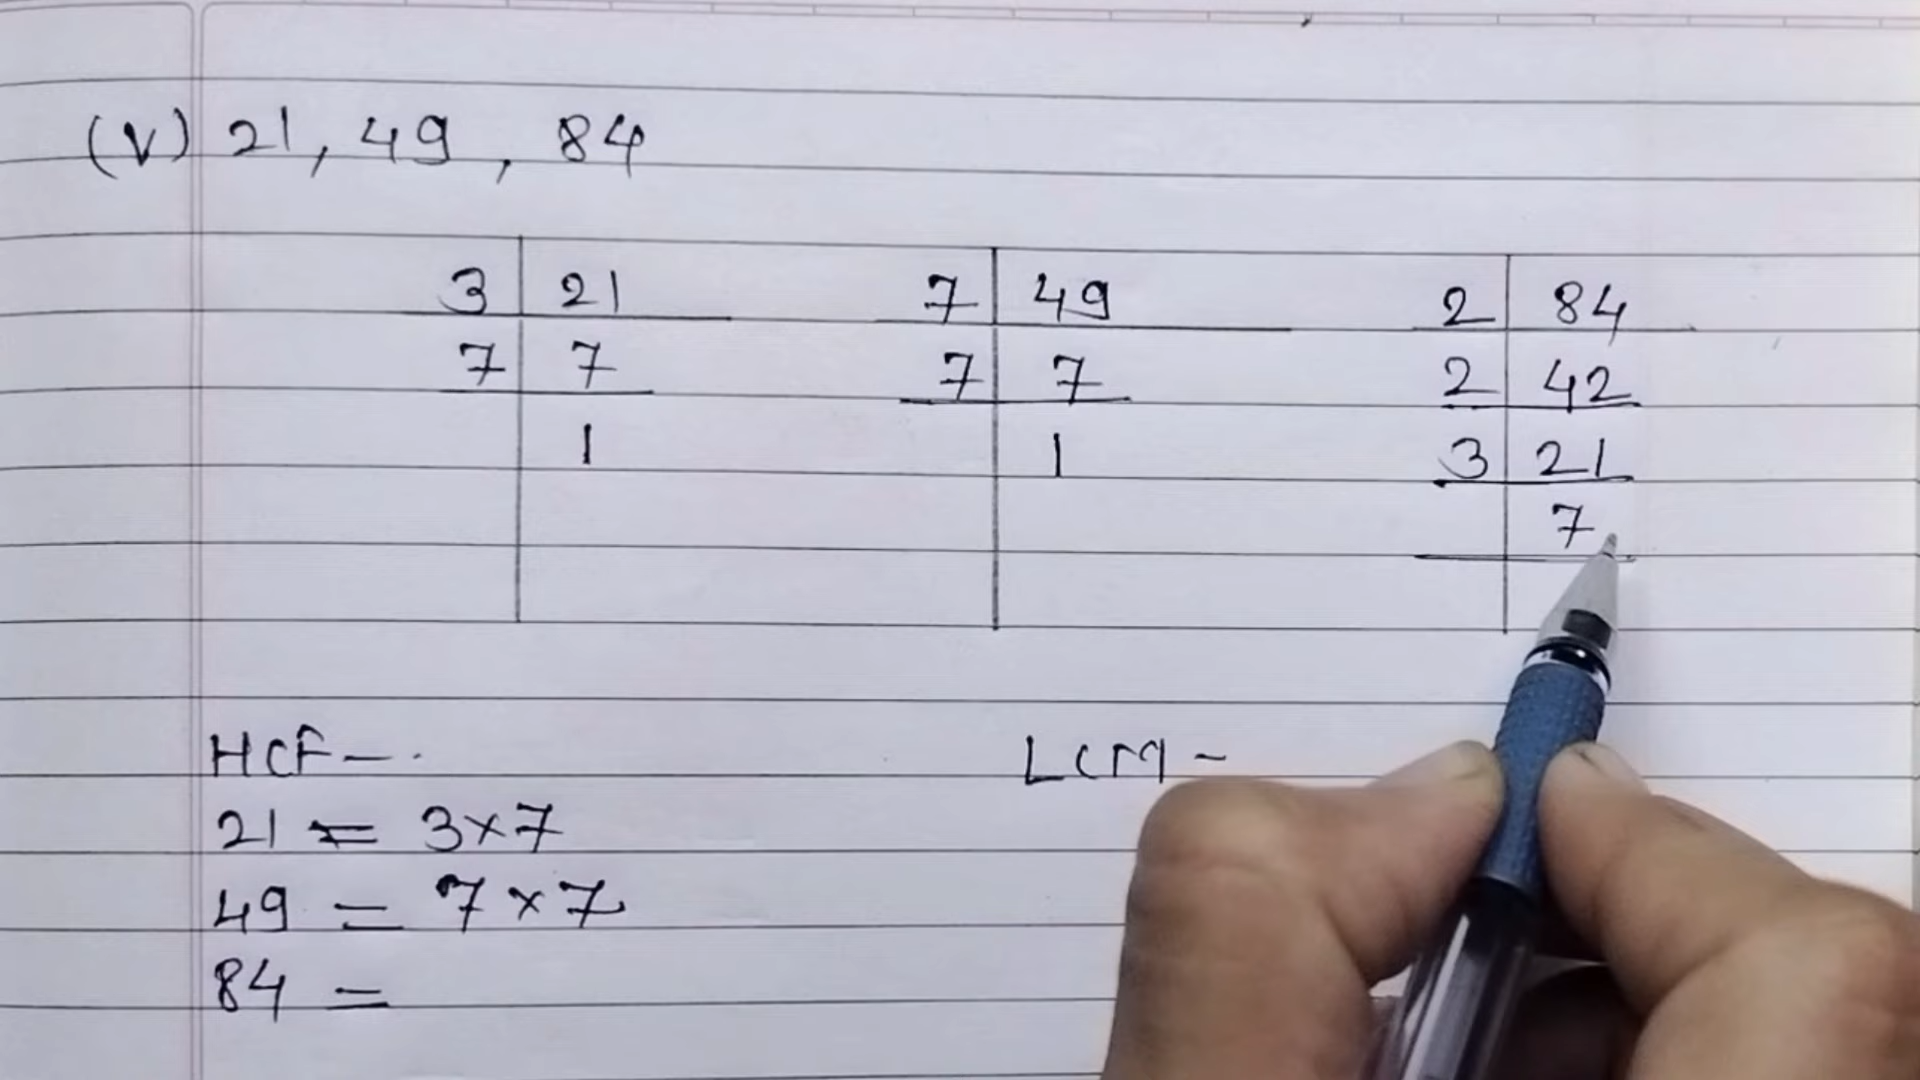 (V) 21, 49, 84
3 21
7 7
1
7 49
7 7
1
2 84
2 42
3 21
7
HCF -
21 = 3×7
49 = 7×7
84 =
LCM -